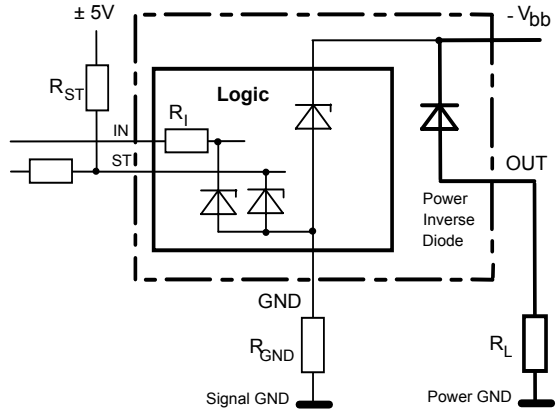 ± 5V
- Vbb
RST
Logic
IN
RI
ST
OUT
Power
Inverse
Diode
GND
RGND
RL
Signal GND
Power GND